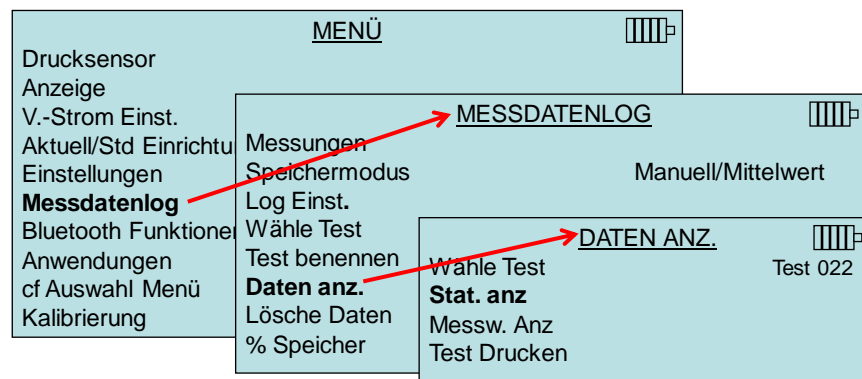 MENÜ
Drucksensor
Anzeige
V.-Strom Einst.
Aktuell/Std Einrichtu
Einstellungen
Messdatenlog
Bluetooth Funktione
Anwendungen
cf Auswahl Menü
Kalibrierung
MESSDATENLOG
Messungen
Speichermodus Manuell/Mittelwert
Log Einst.
Wähle Test
Test benennen
Daten anz.
Lösche Daten
% Speicher
DATEN ANZ.
Wähle Test Test 022
Stat. anz
Messw. Anz
Test Drucken